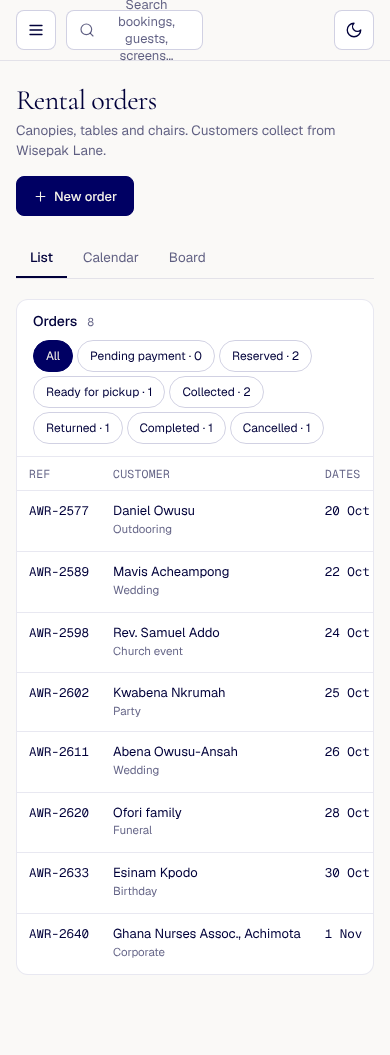 Search
bookings,
guests,
screens...
Rental orders
Canopies, tables and chairs. Customers collect from
Wisepak Lane.
+ New order
List Calendar Board
Orders 8
All Pending payment · 0 Reserved · 2
Ready for pickup · 1 Collected · 2
Returned · 1 Completed · 1 Cancelled · 1
REF CUSTOMER DATES
AWR-2577 Daniel Owusu 20 Oct
Outdooring
AWR-2589 Mavis Acheampong 22 Oct
Wedding
AWR-2598 Rev. Samuel Addo 24 Oct
Church event
AWR-2602 Kwabena Nkrumah 25 Oct
Party
AWR-2611 Abena Owusu-Ansah 26 Oct
Wedding
AWR-2620 Ofori family 28 Oct
Funeral
AWR-2633 Esinam Kpodo 30 Oct
Birthday
AWR-2640 Ghana Nurses Assoc., Achimota 1 Nov
Corporate